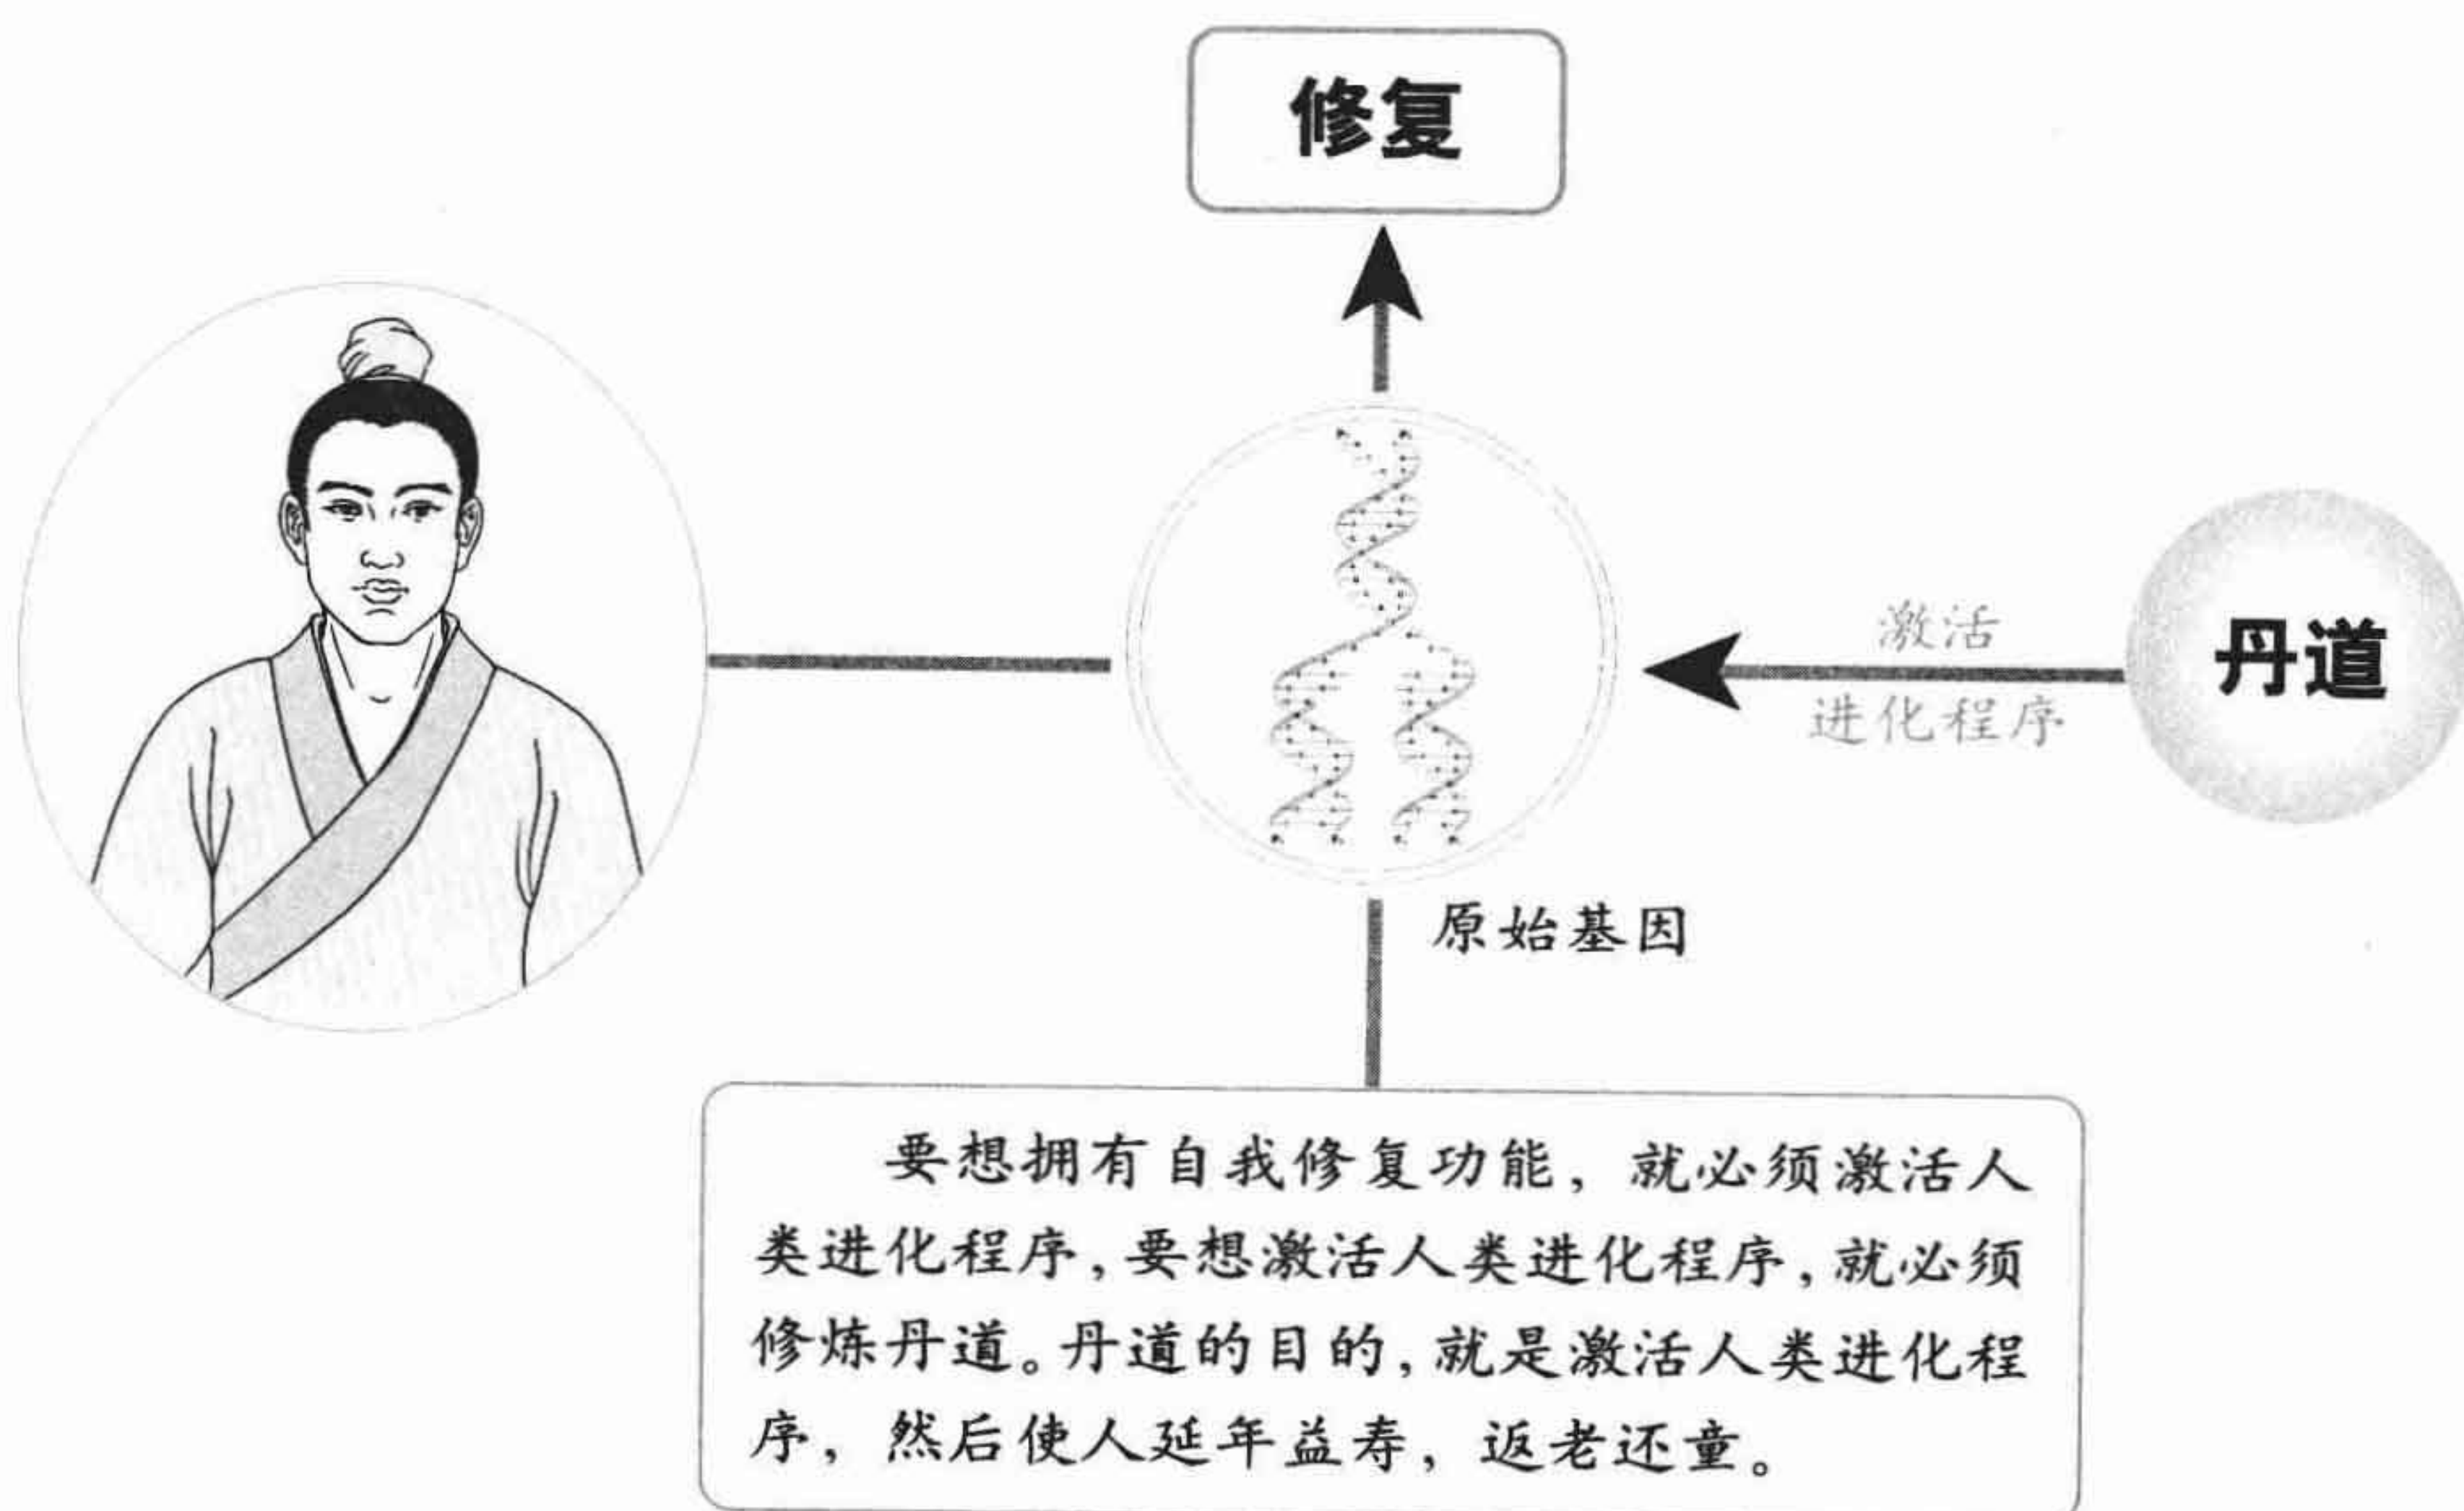 修复
激活
进化程序
丹道
原始基因
要想拥有自我修复功能，就必须激活人
类进化程序，要想激活人类进化程序，就必须
修炼丹道。丹道的目的，就是激活人类进化程
序，然后使人延年益寿，返老还童。